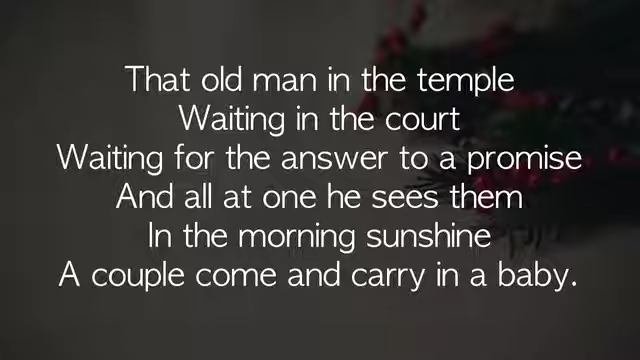 That old man in the temple
Waiting in the court
Waiting for the answer to a promise
And all at one he sees them
In the morning sunshine
A couple come and carry in a baby.